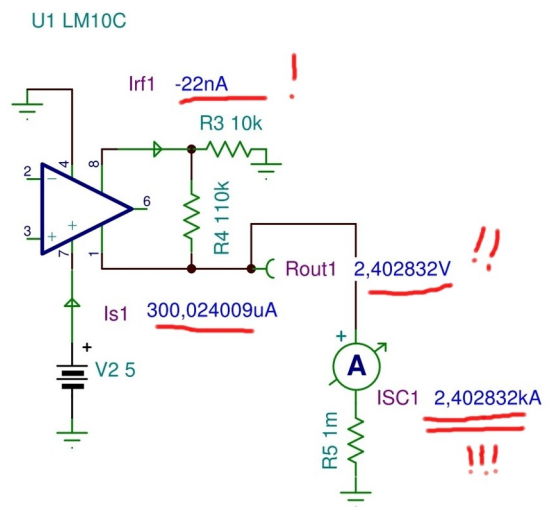 U1 LM10C
Irf1 -22nA !
R3 10k
4
8
2
6
3
7
1
R4 110k
Rout1 2,402832V !!
Is1 300,024009uA
+
V2 5
+
A
ISC1 2,402832kA
!!!
R5 1m